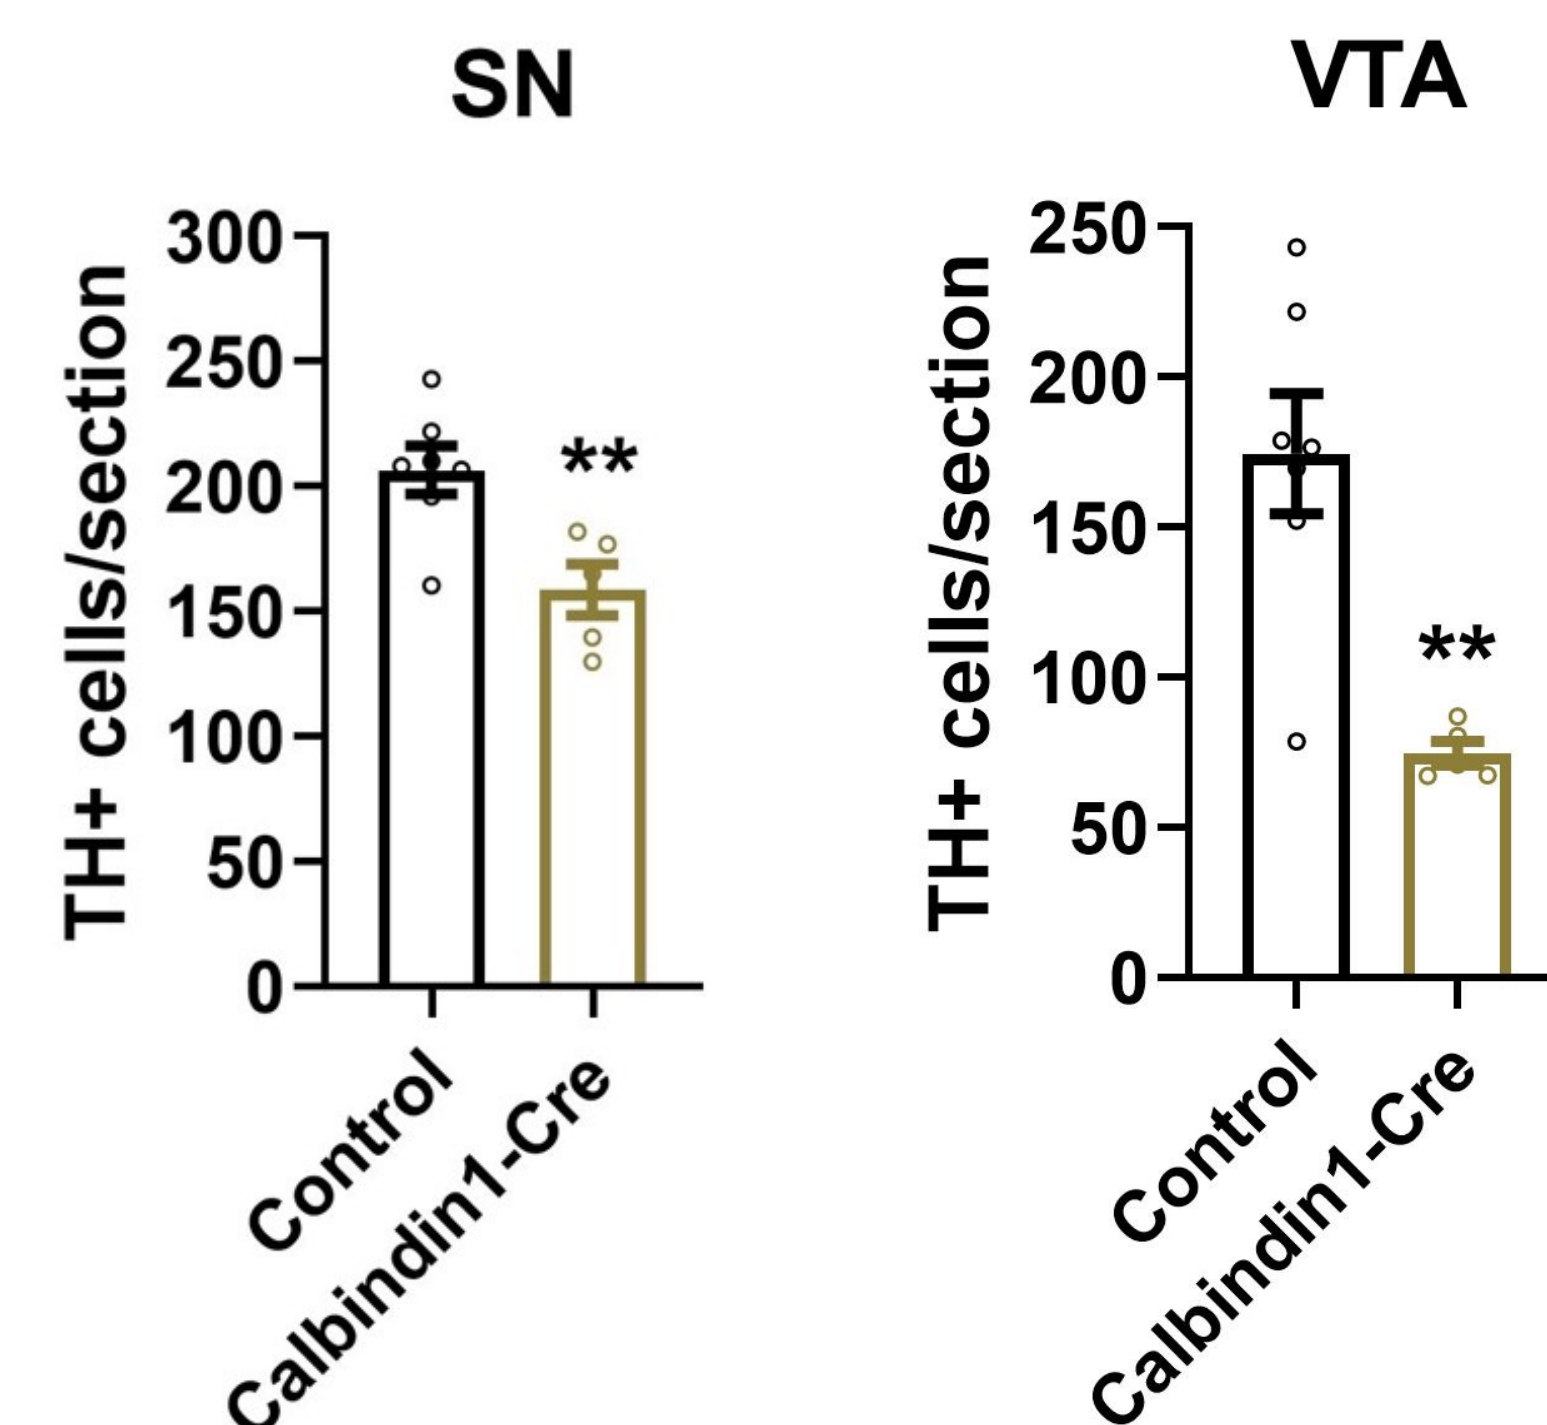 SN
TH+ cells/section
300
250
200
150
100
50
0
**
Control
Calbindin1-Cre
VTA
TH+ cells/section
250
200
150
100
50
0
**
Control
Calbindin1-Cre